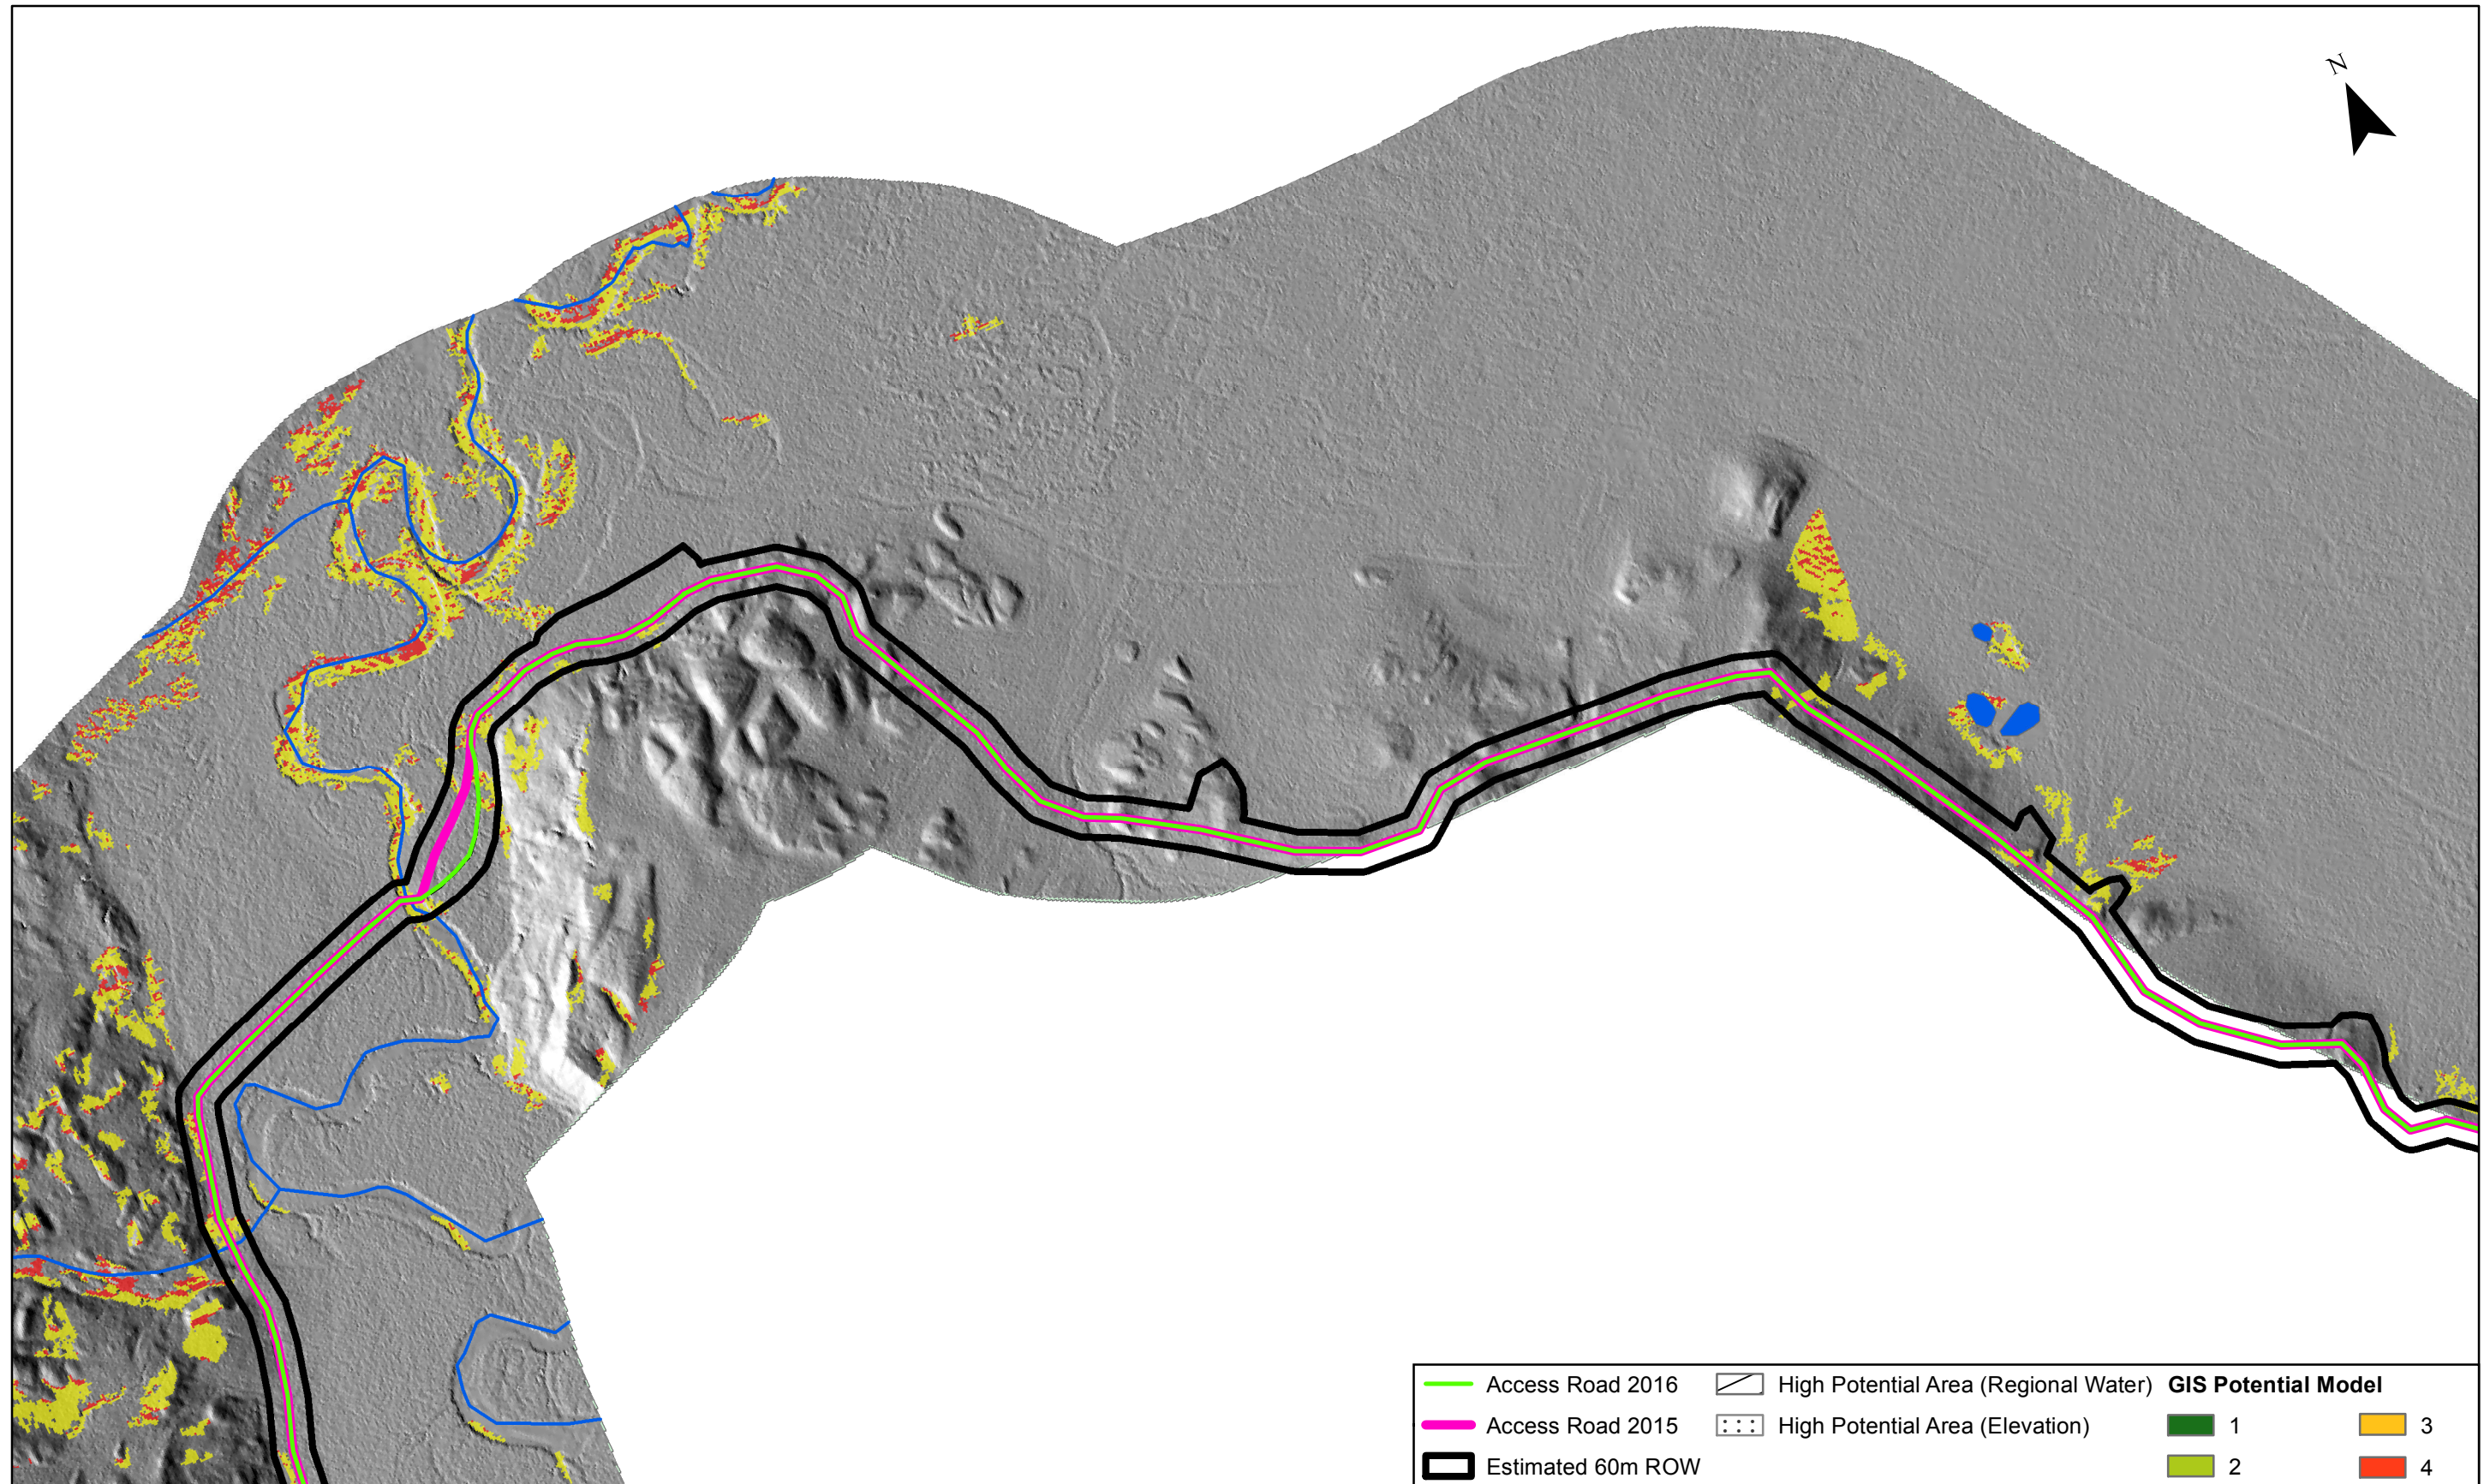 N
Access Road 2016 High Potential Area (Regional Water) GIS Potential Model
Access Road 2015 High Potential Area (Elevation) 1 3
Estimated 60m ROW 2 4